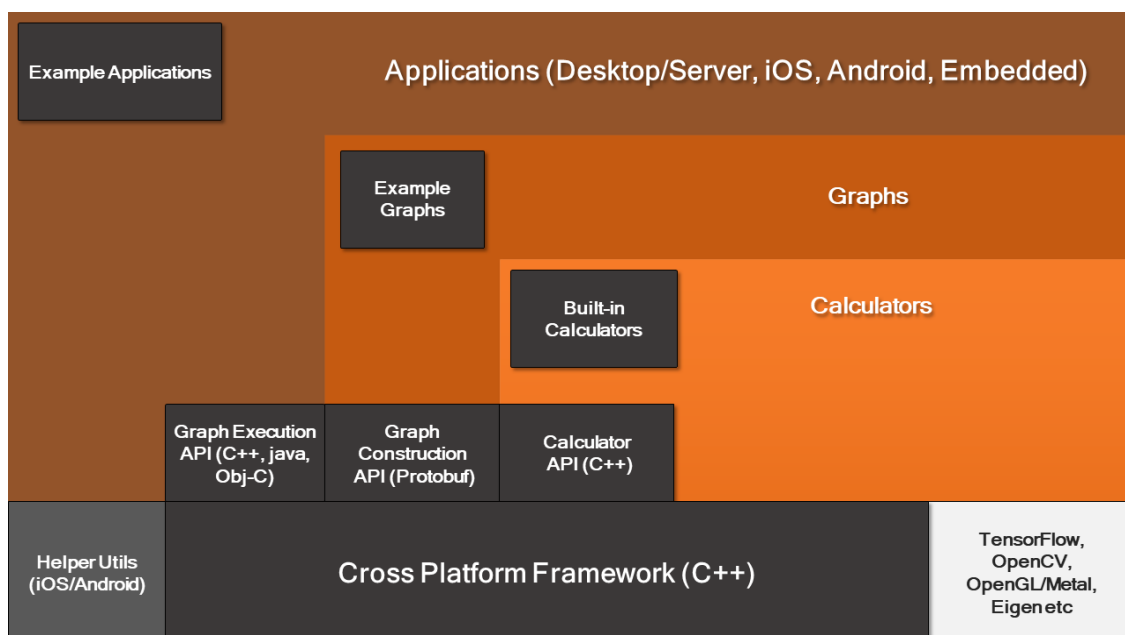 Example Applications
Applications (Desktop/Server, iOS, Android, Embedded)
Example
Graphs
Graphs
Built-in
Calculators
Calculators
Graph Execution
API (C++, java,
Obj-C)
Graph
Construction
API (Protobuf)
Calculator
API (C++)
Helper Utils
(iOS/Android)
Cross Platform Framework (C++)
TensorFlow,
OpenCV,
OpenGL/Metal,
Eigen etc